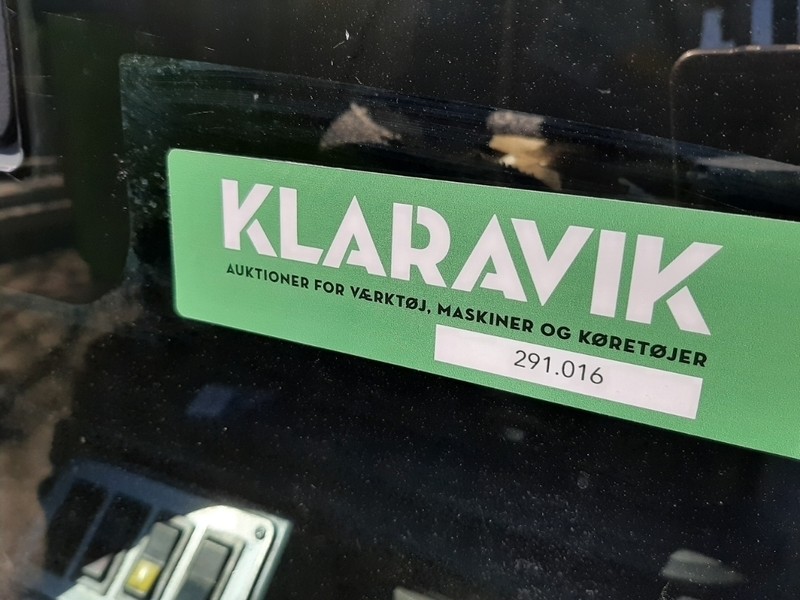 KLARAVIK
AUKTIONER FOR VÆRKTØJ, MASKINER OG KØRETØJER
291.016